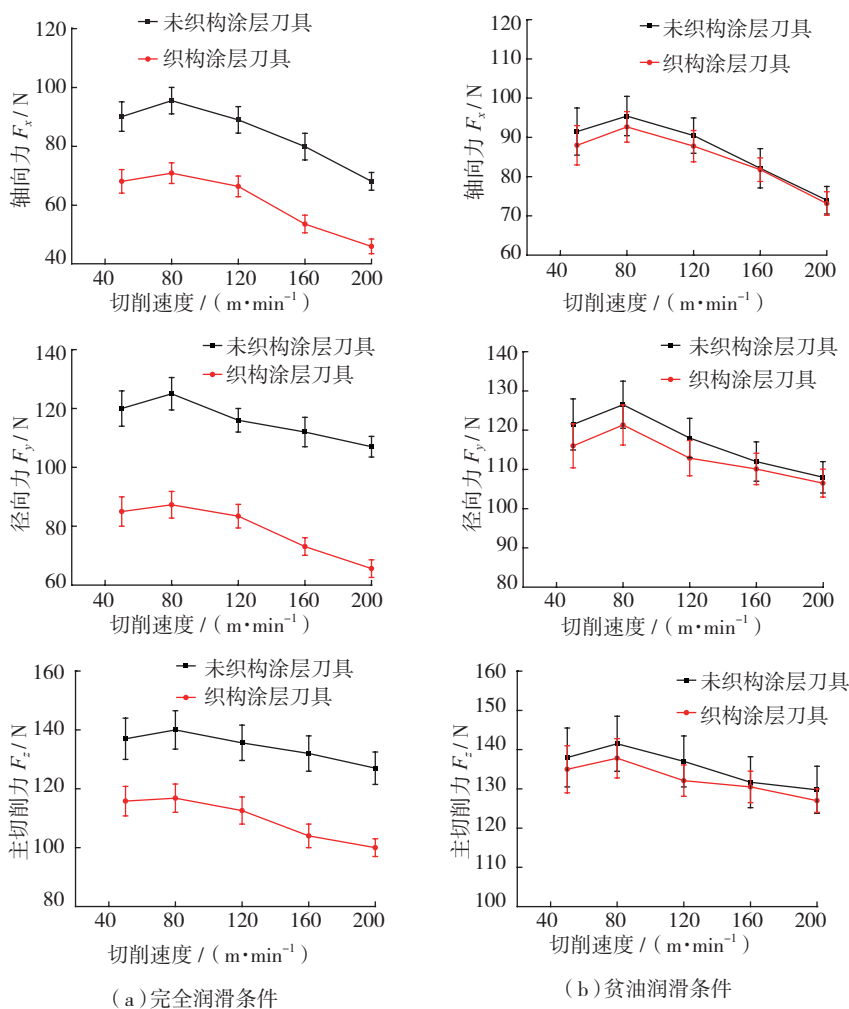 120
未织构涂层刀具
织构涂层刀具
100
80
60
40
轴向力 Fx / N
40
80
120
160
200
切削速度 / ( m·min⁻¹ )
120
未织构涂层刀具
110
织构涂层刀具
100
90
80
70
60
轴向力 Fx / N
40
80
120
160
200
切削速度 / ( m·min⁻¹ )
140
未织构涂层刀具
织构涂层刀具
120
100
80
60
径向力 Fy / N
40
80
120
160
200
切削速度 / ( m·min⁻¹ )
140
未织构涂层刀具
130
织构涂层刀具
120
110
100
90
80
径向力 Fy / N
40
80
120
160
200
切削速度 / ( m·min⁻¹ )
160
未织构涂层刀具
织构涂层刀具
140
120
100
80
主切削力 Fz / N
40
80
120
160
200
切削速度 / ( m·min⁻¹ )
(a)完全润滑条件
160
未织构涂层刀具
150
织构涂层刀具
140
130
120
110
100
主切削力 Fz / N
40
80
120
160
200
切削速度 / ( m·min⁻¹ )
(b)贫油润滑条件